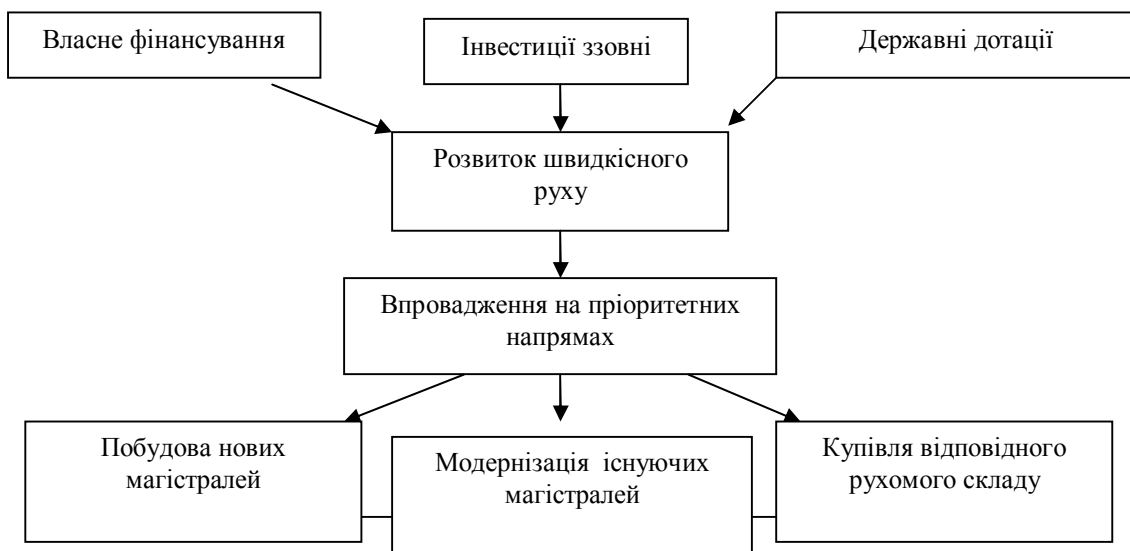 Власне фінансування
Інвестиції ззовні
Державні дотації
Розвиток швидкісного
руху
Впровадження на пріоритетних
напрямах
Побудова нових
магістралей
Модернізація існуючих
магістралей
Купівля відповідного
рухомого складу